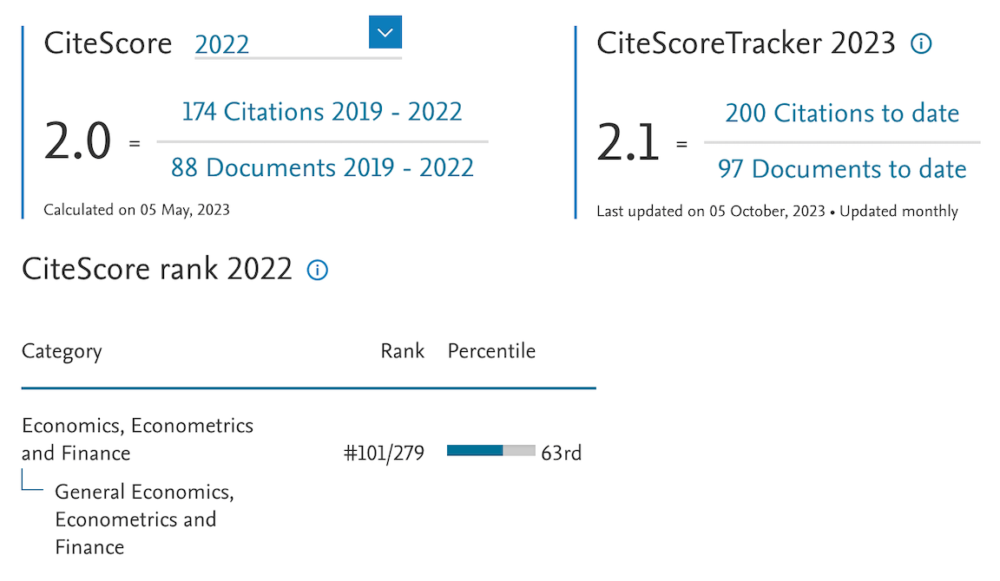 CiteScore 2022
174 Citations 2019 - 2022
2.0 =
88 Documents 2019 - 2022
Calculated on 05 May, 2023
CiteScoreTracker 2023
200 Citations to date
2.1 =
97 Documents to date
Last updated on 05 October, 2023 • Updated monthly
CiteScore rank 2022
Category Rank Percentile
Economics, Econometrics
and Finance #101/279 63rd
General Economics,
Econometrics and
Finance